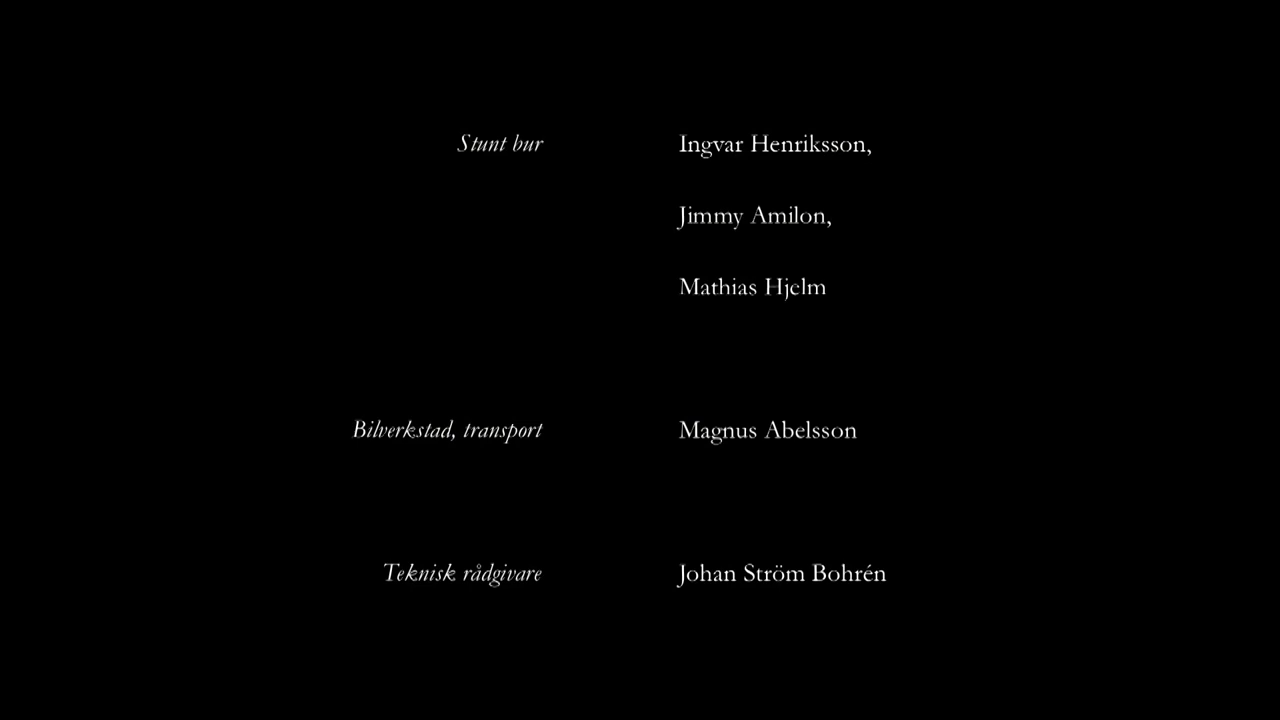 Stunt bur Ingvar Henriksson,
Jimmy Amilon,
Mathias Hjelm
Bilverkstad, transport Magnus Abelsson
Teknisk rådgivare Johan Ström Bohrén